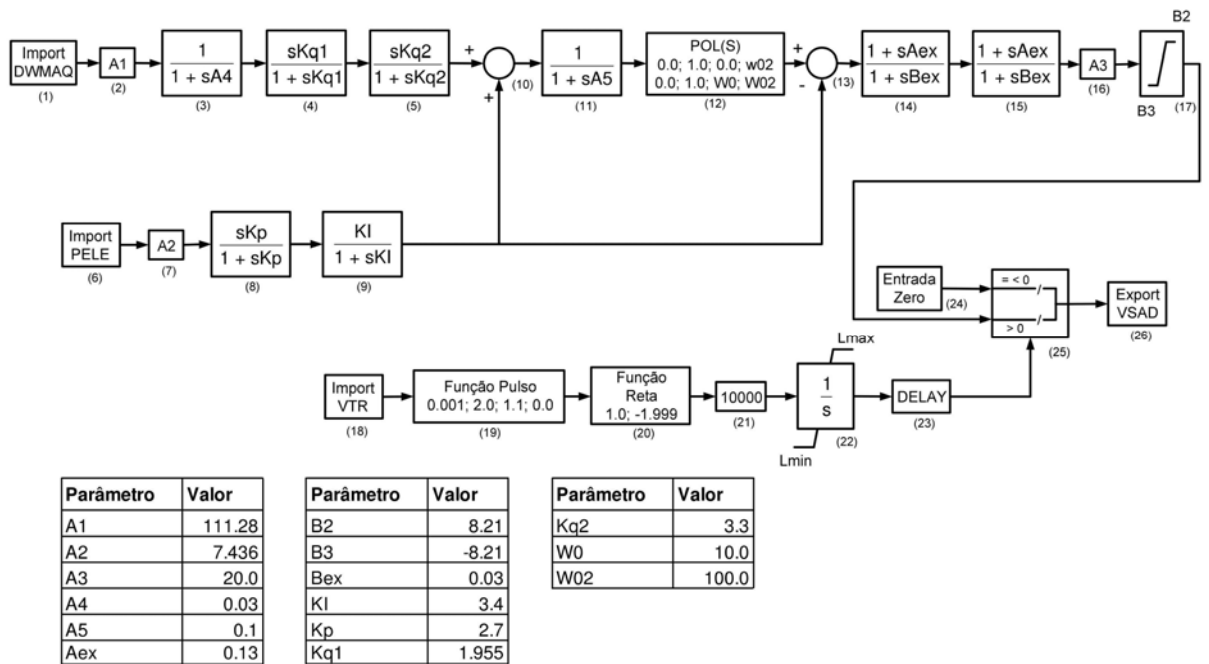 Import
DWMAQ
(1)
A1
(2)
1
1 + sA4
(3)
sKq1
1 + sKq1
(4)
sKq2
1 + sKq2
(5)
+
+
(10)
1
1 + sA5
(11)
POL(S)
0.0; 1.0; 0.0; w02
0.0; 1.0; W0; W02
(12)
+
-
(13)
1 + sAex
1 + sBex
(14)
1 + sAex
1 + sBex
(15)
A3
(16)
B2
B3
(17)
Import
PELE
(6)
A2
(7)
sKp
1 + sKp
(8)
KI
1 + sKI
(9)
Entrada
Zero
(24)
= < 0
/
/
> 0
(25)
Export
VSAD
(26)
Import
VTR
(18)
Função Pulso
0.001; 2.0; 1.1; 0.0
(19)
Função
Reta
1.0; -1.999
(20)
10000
(21)
Lmax
1
s
Lmin
(22)
DELAY
(23)
Parâmetro Valor
A1 111.28
A2 7.436
A3 20.0
A4 0.03
A5 0.1
Aex 0.13
Parâmetro Valor
B2 8.21
B3 -8.21
Bex 0.03
KI 3.4
Kp 2.7
Kq1 1.955
Parâmetro Valor
Kq2 3.3
W0 10.0
W02 100.0